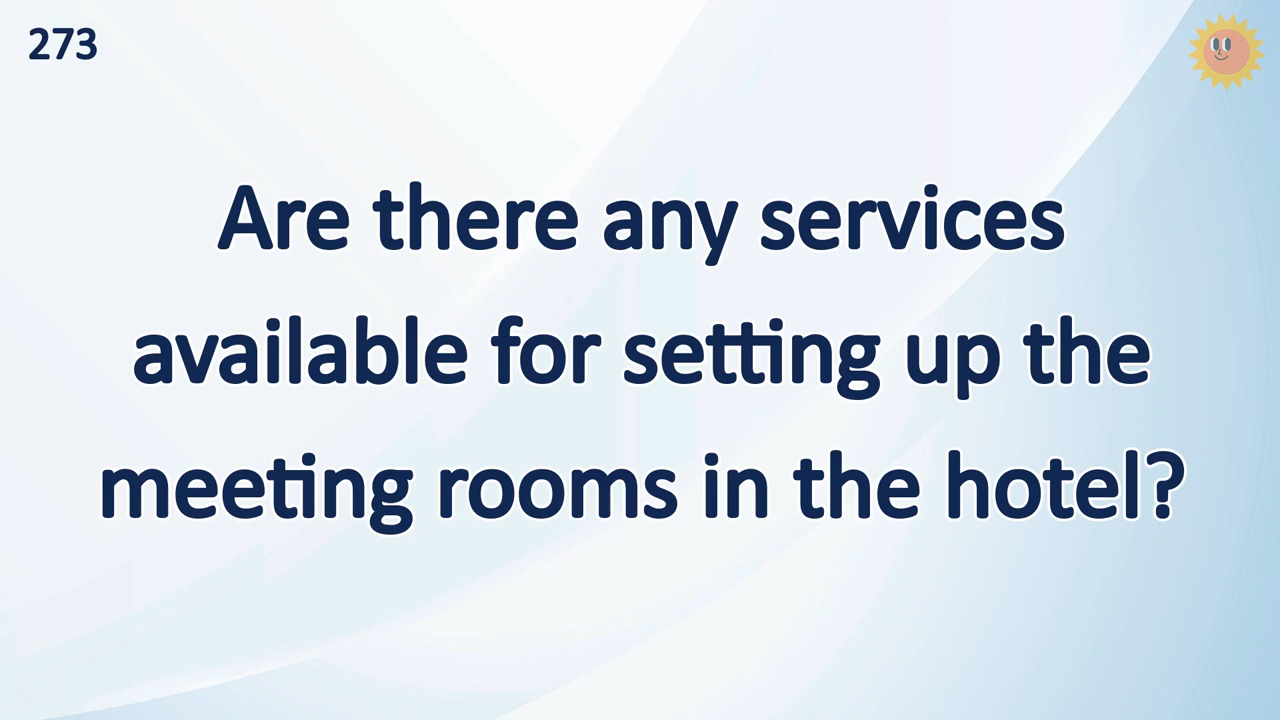 273
Are there any services
available for setting up the
meeting rooms in the hotel?